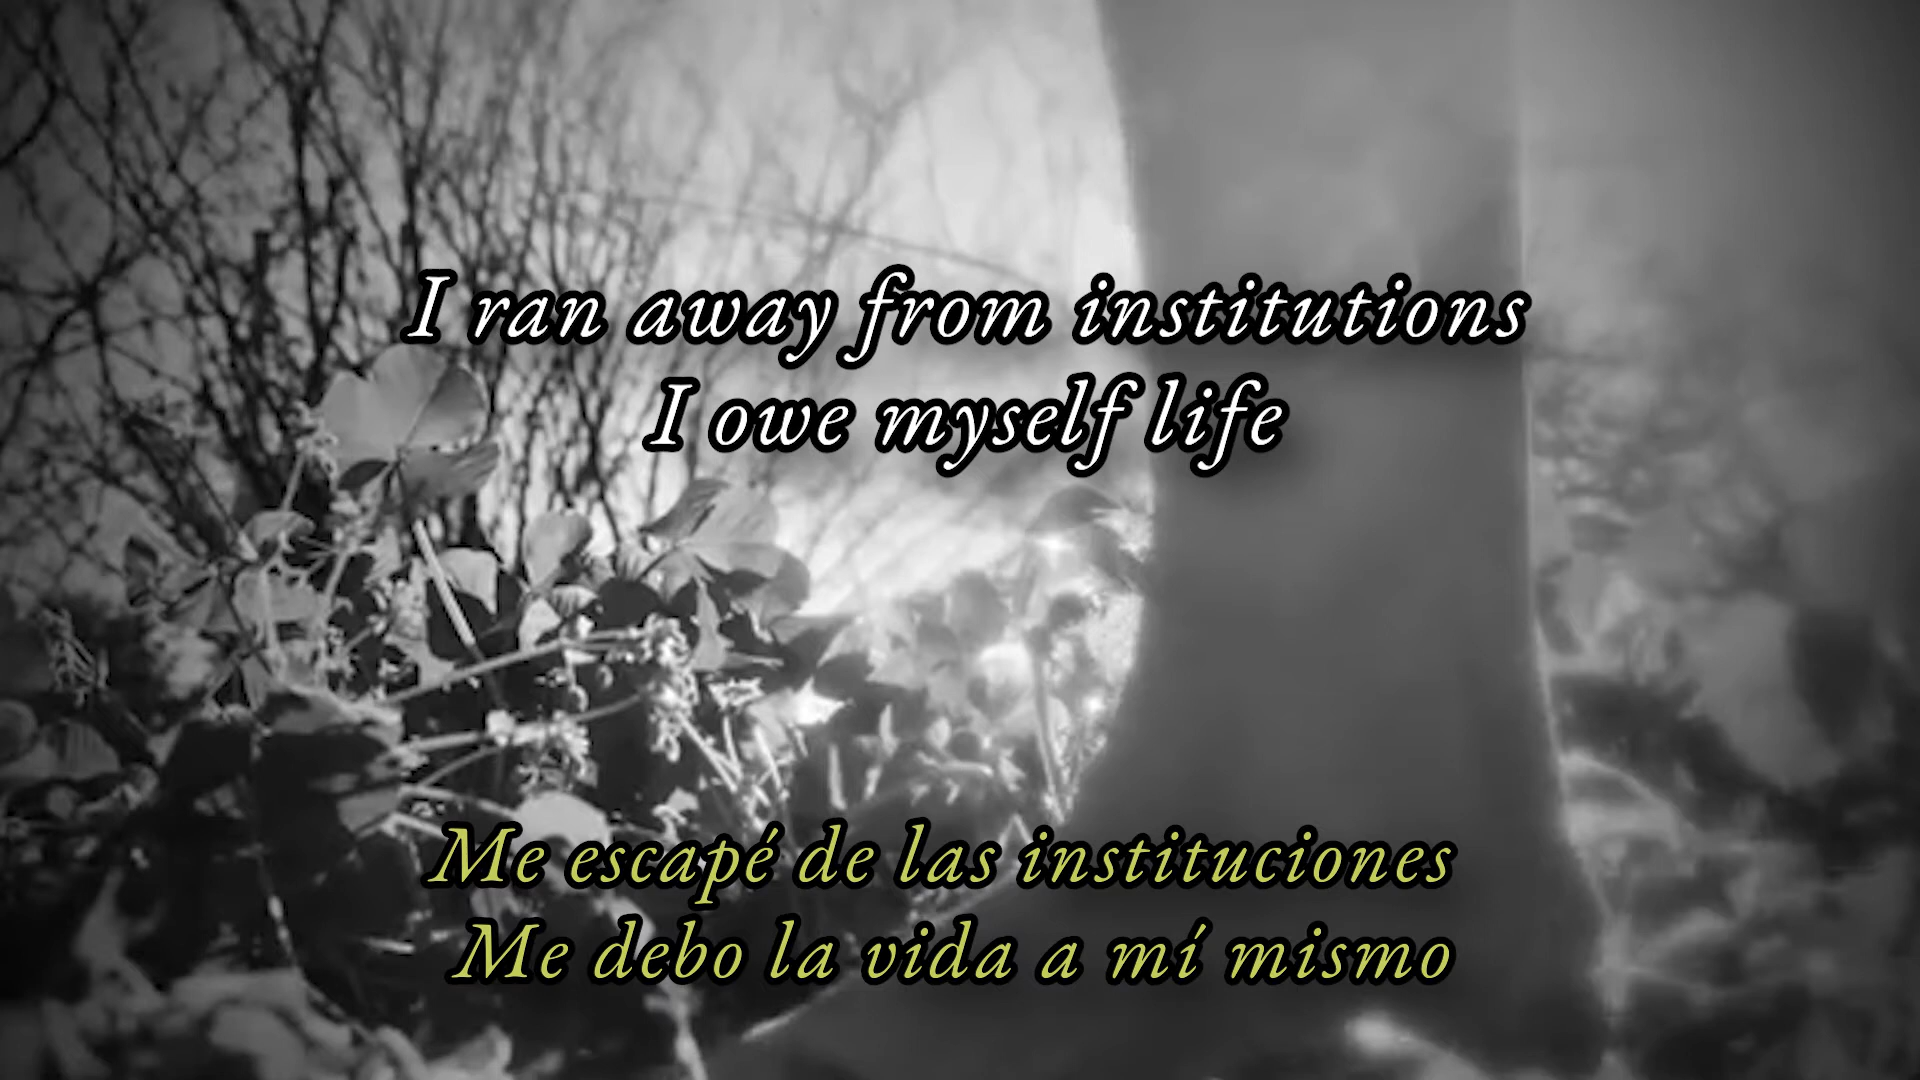 I ran away from institutions
I owe myself life
Me escapé de las instituciones
Me debo la vida a mí mismo